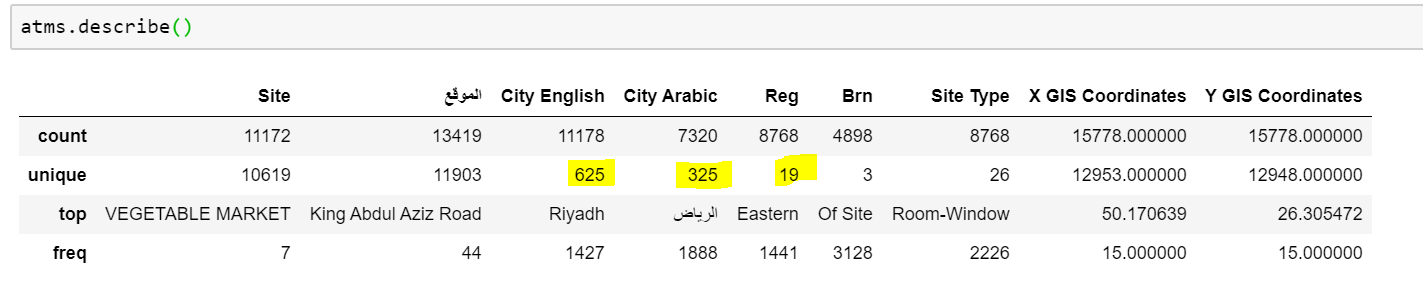 atms.describe()
Site الموقع City English City Arabic Reg Brn Site Type X GIS Coordinates Y GIS Coordinates
count 11172 13419 11178 7320 8768 4898 8768 15778.000000 15778.000000
unique 10619 11903 625 325 19 3 26 12953.000000 12948.000000
top VEGETABLE MARKET King Abdul Aziz Road Riyadh الرياض Eastern Of Site Room-Window 50.170639 26.305472
freq 7 44 1427 1888 1441 3128 2226 15.000000 15.000000